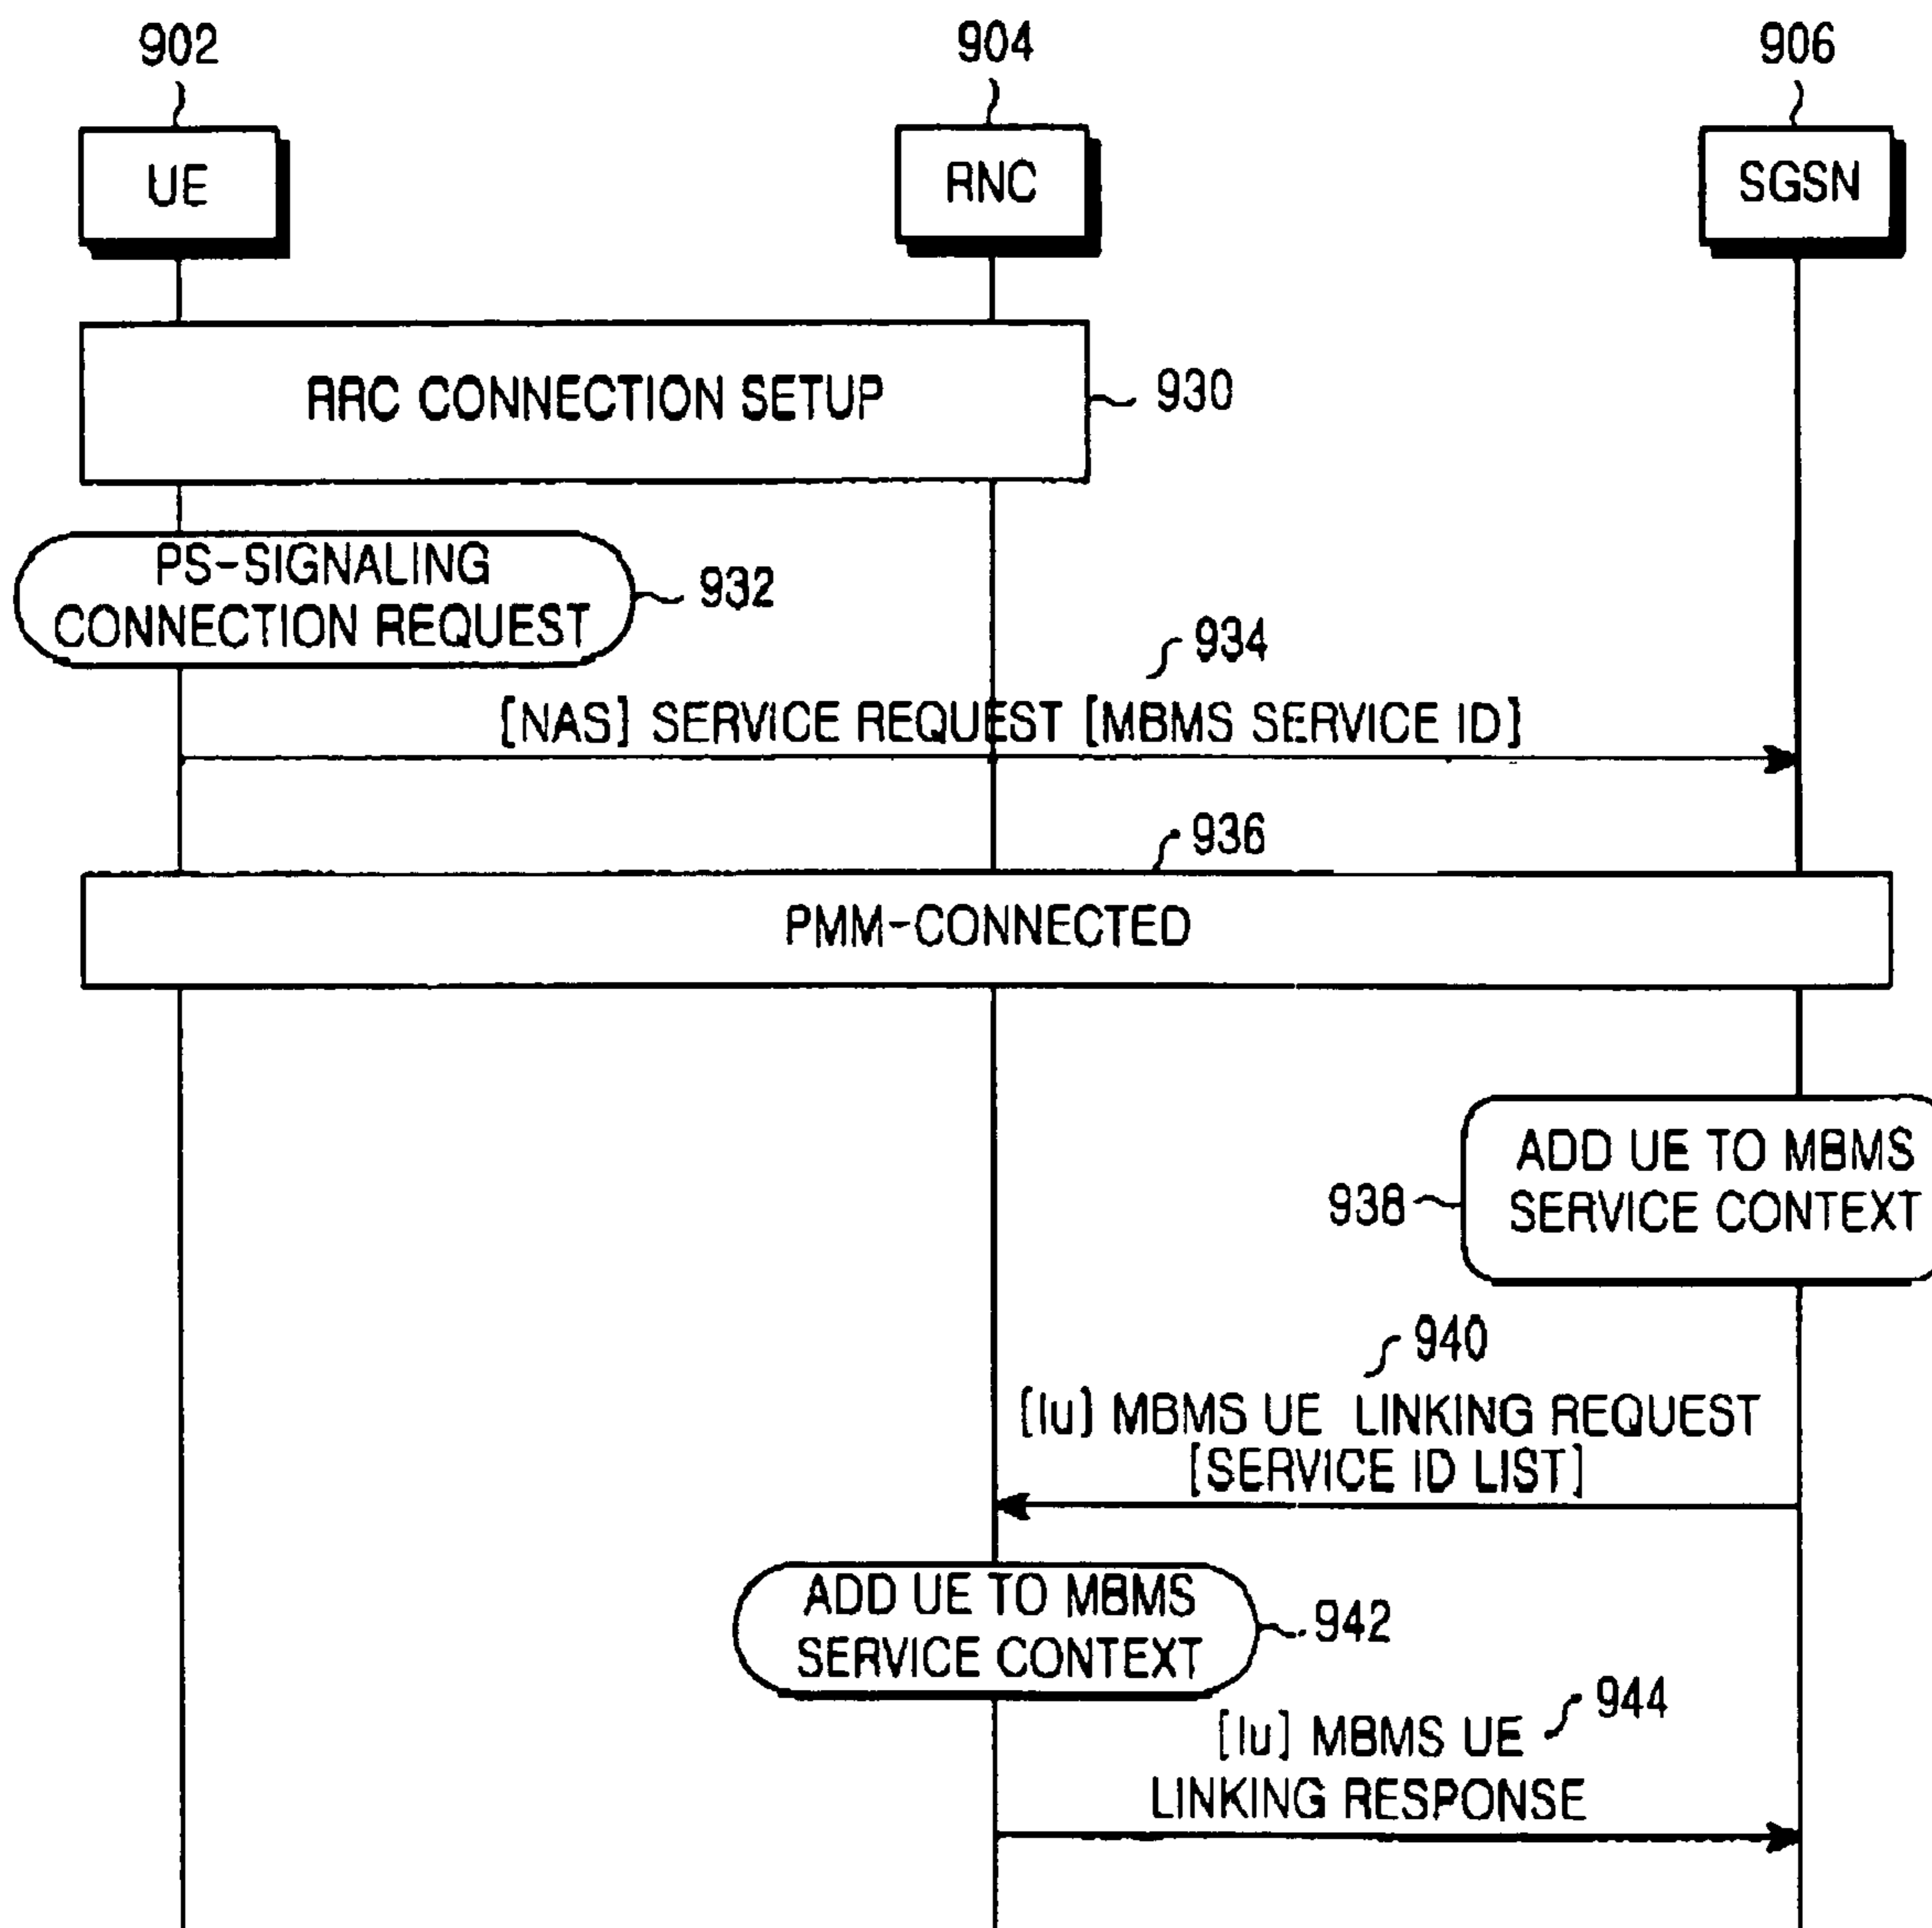 902
904
906
UE
RNC
SGSN
RRC CONNECTION SETUP
930
PS-SIGNALING
CONNECTION REQUEST
932
934
[NAS] SERVICE REQUEST [MBMS SERVICE ID]
936
PMM-CONNECTED
ADD UE TO MBMS
SERVICE CONTEXT
938
940
[Iu] MBMS UE LINKING REQUEST
[SERVICE ID LIST]
ADD UE TO MBMS
SERVICE CONTEXT
942
944
[Iu] MBMS UE
LINKING RESPONSE